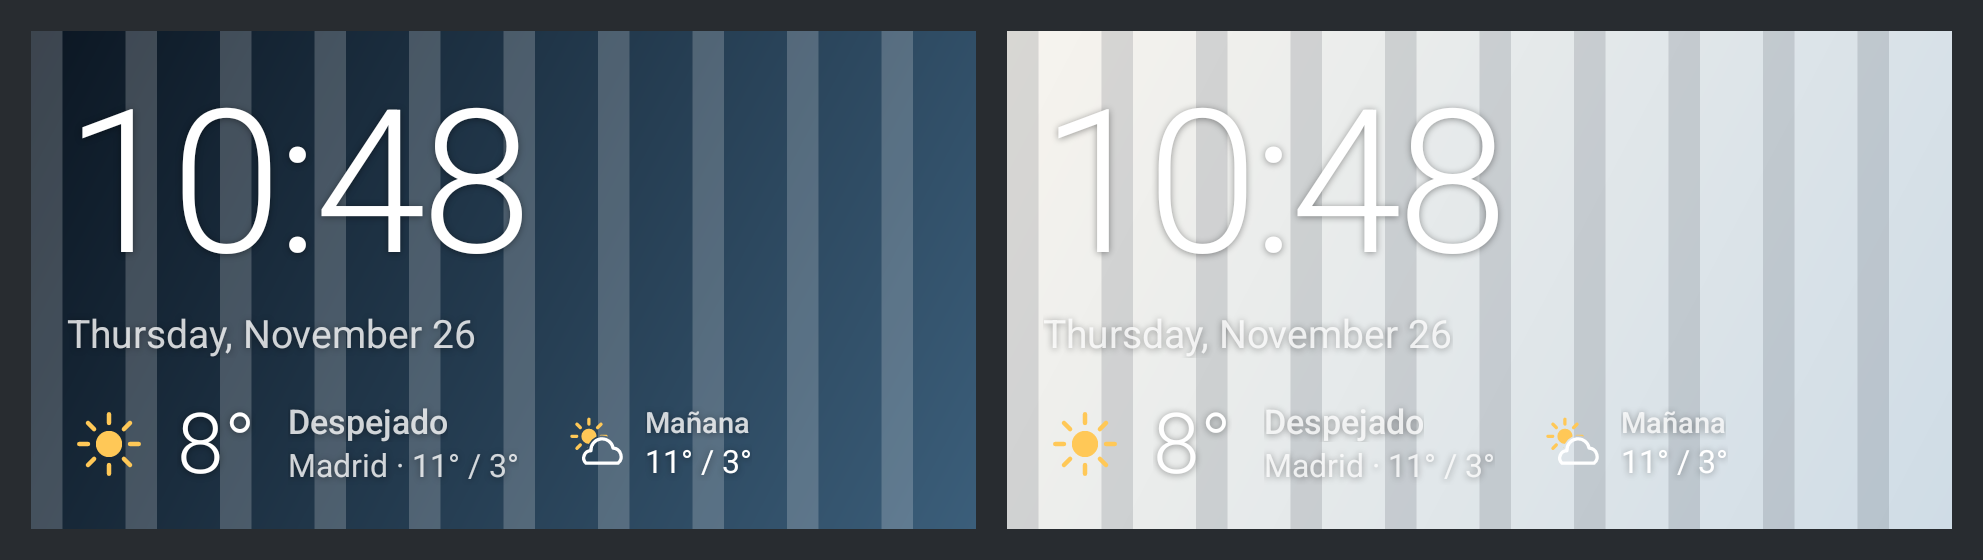 10:48
Thursday, November 26
8° Despejado
Madrid · 11° / 3°
Mañana
11° / 3°
10:48
Thursday, November 26
8° Despejado
Madrid · 11° / 3°
Mañana
11° / 3°